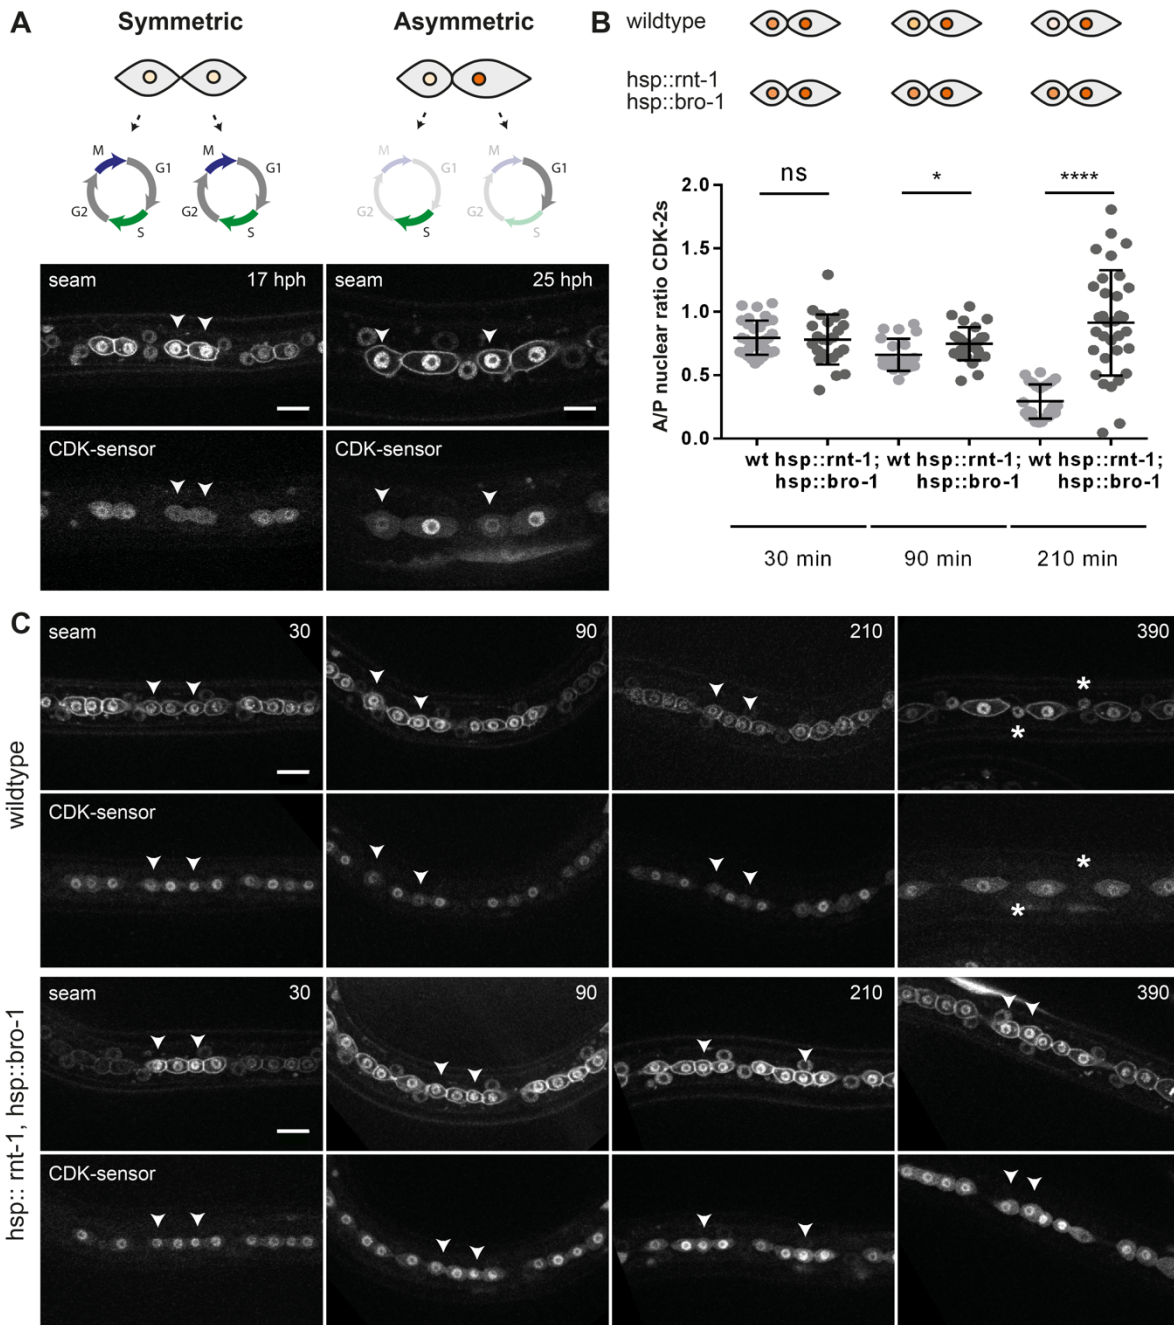 A
Symmetric
Asymmetric
M
G1
G2
S
M
G1
G2
S
M
G1
S
M
G1
S
seam
17 hph
seam
25 hph
CDK-sensor
CDK-sensor
B
wildtype
hsp::rnt-1
hsp::bro-1
ns
*
****
A/P nuclear ratio CDK-2s
2.0
1.5
1.0
0.5
0.0
wt hsp::rnt-1; wt hsp::rnt-1; wt hsp::rnt-1;
hsp::bro-1 hsp::bro-1 hsp::bro-1
30 min
90 min
210 min
C
wildtype
seam
30
90
210
390
*
*
CDK-sensor
*
*
hsp:: rnt-1, hsp::bro-1
seam
30
90
210
390
CDK-sensor